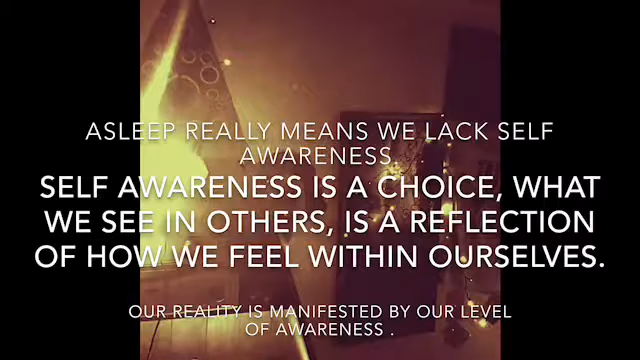 ASLEEP REALLY MEANS WE LACK SELF
AWARENESS
SELF AWARENESS IS A CHOICE, WHAT
WE SEE IN OTHERS, IS A REFLECTION
OF HOW WE FEEL WITHIN OURSELVES.
OUR REALITY IS MANIFESTED BY OUR LEVEL
OF AWARENESS .